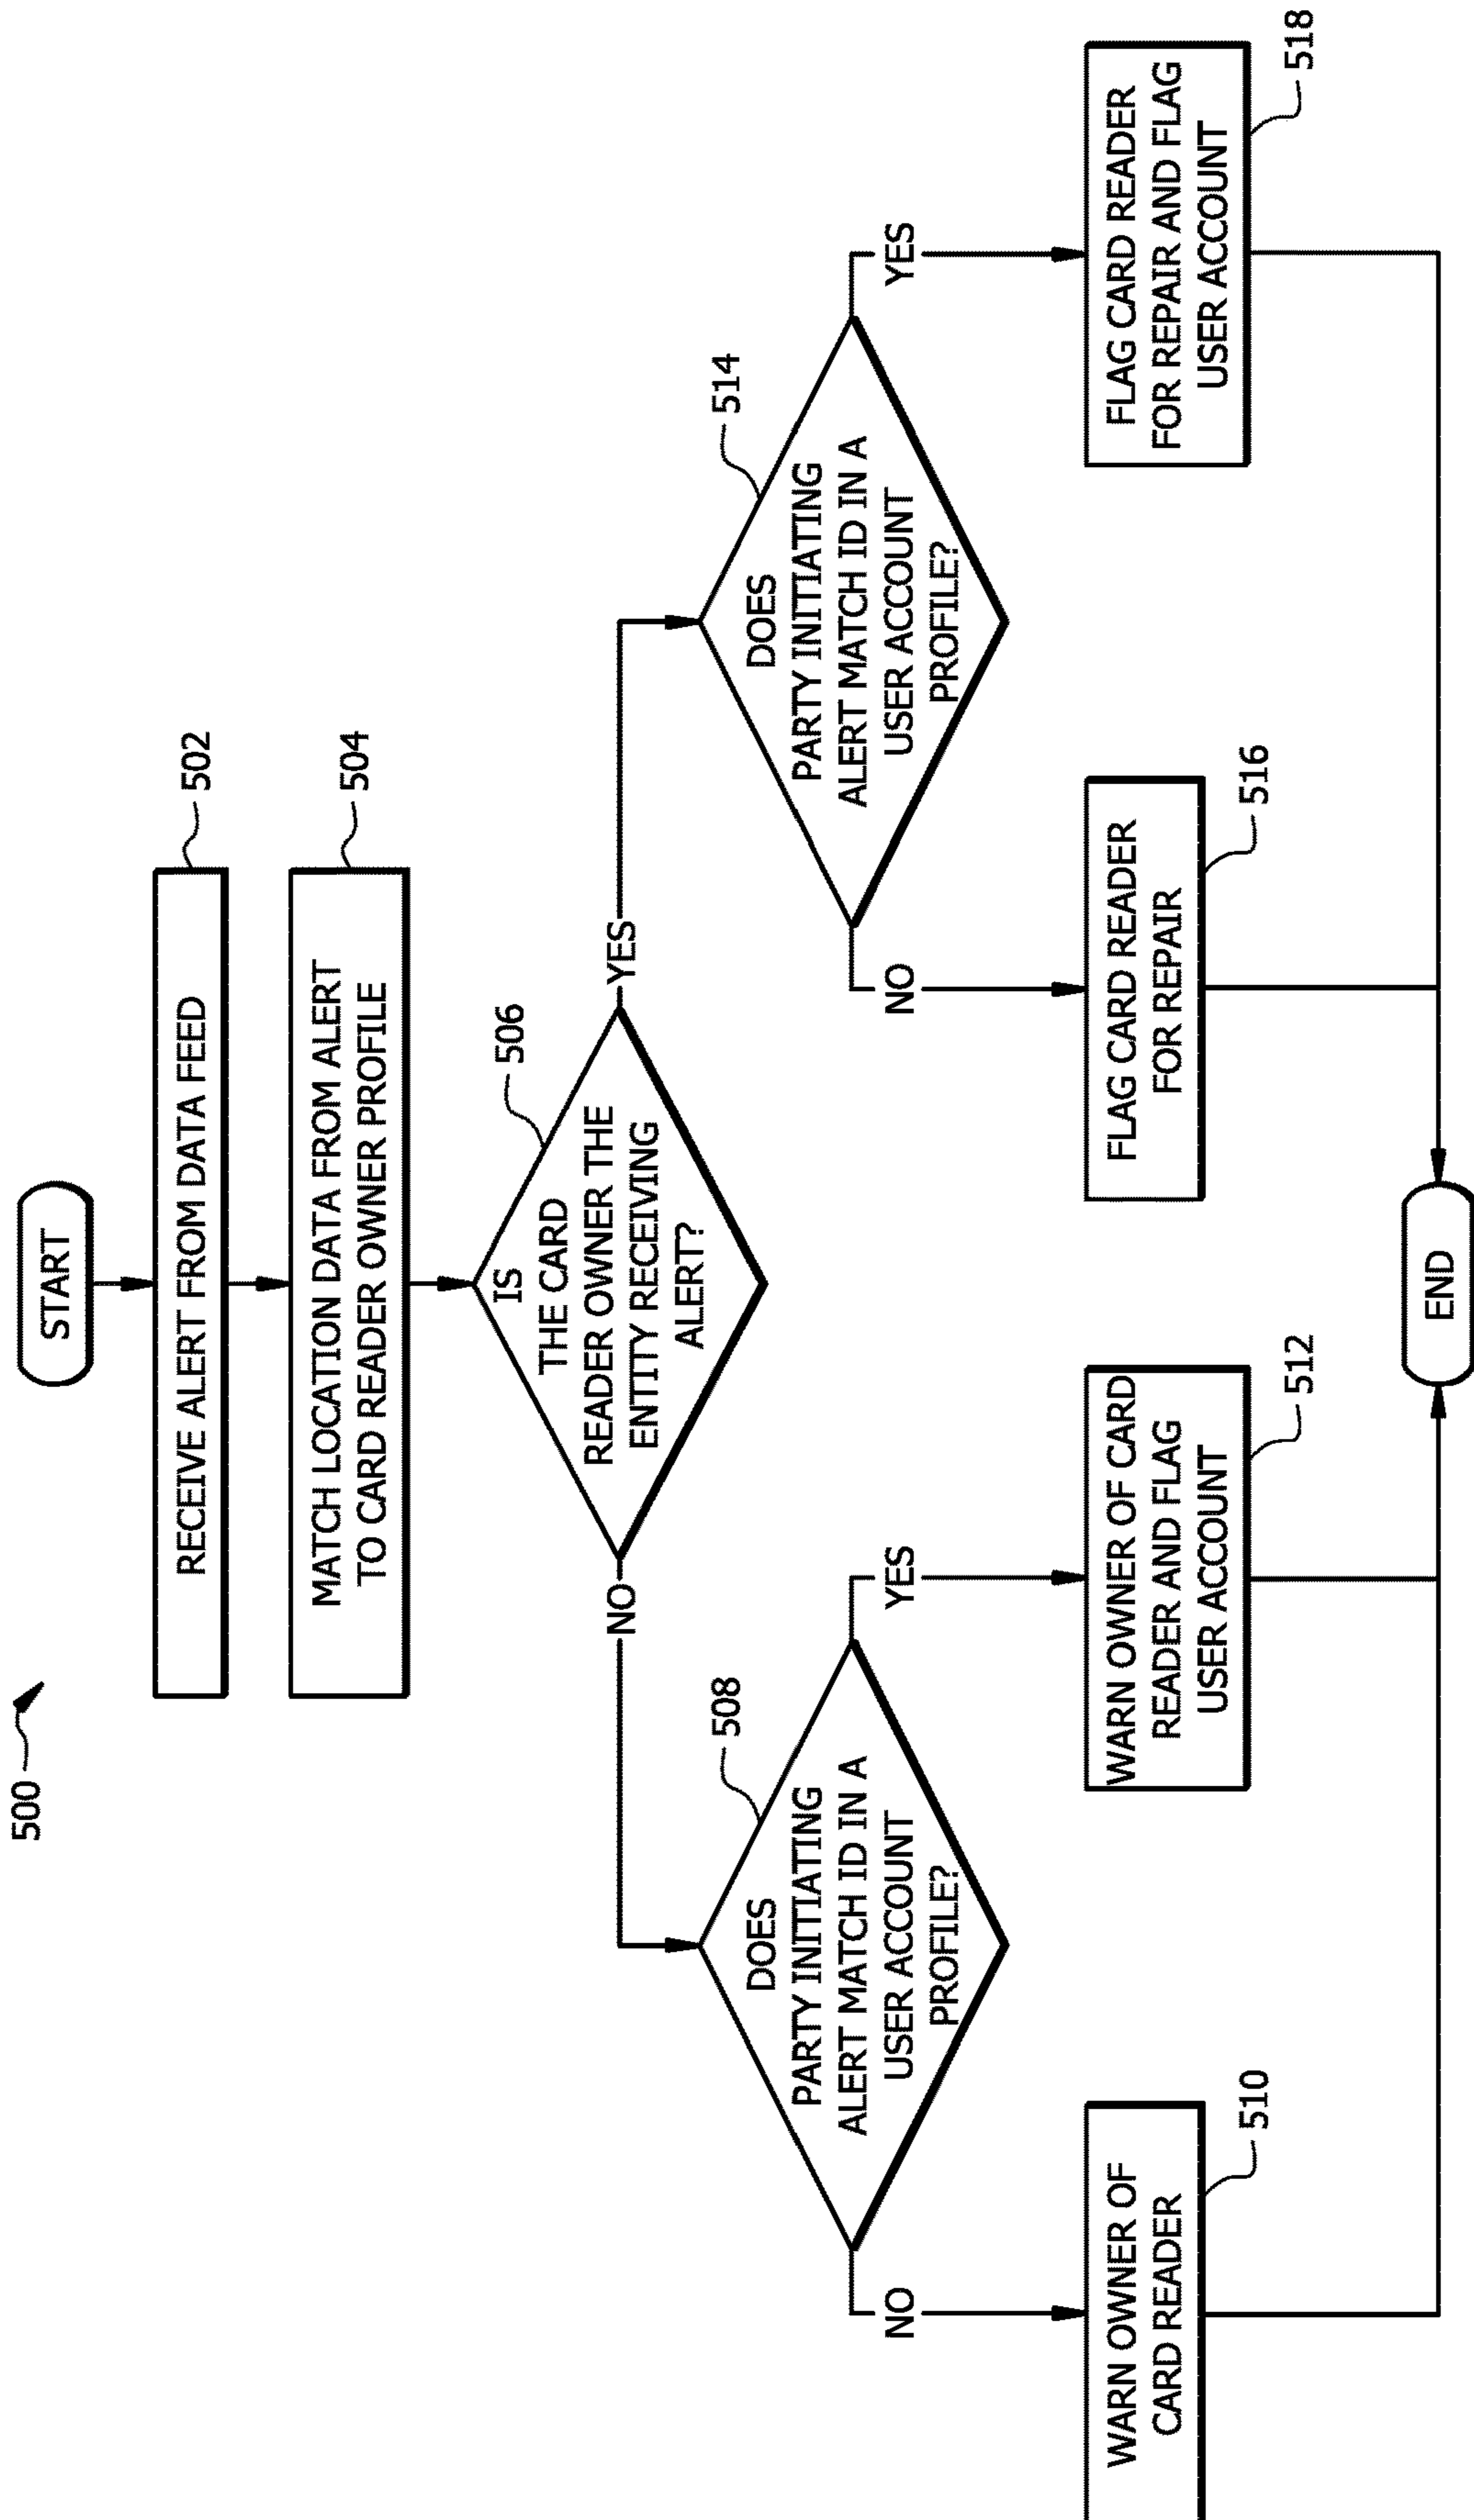 500
START
RECEIVE ALERT FROM DATA FEED
502
MATCH LOCATION DATA FROM ALERT
TO CARD READER OWNER PROFILE
504
IS
THE CARD
READER OWNER THE
ENTITY RECEIVING
ALERT?
506
NO
YES
DOES
PARTY INITIATING
ALERT MATCH ID IN A
USER ACCOUNT
PROFILE?
508
NO
YES
DOES
PARTY INITIATING
ALERT MATCH ID IN A
USER ACCOUNT
PROFILE?
514
NO
YES
WARN OWNER OF
CARD READER
510
WARN OWNER OF CARD
READER AND FLAG
USER ACCOUNT
512
FLAG CARD READER
FOR REPAIR
516
FLAG CARD READER
FOR REPAIR AND FLAG
USER ACCOUNT
518
END